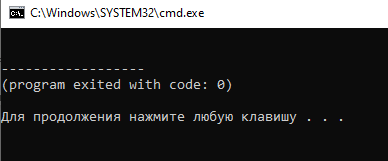 C:\Windows\SYSTEM32\cmd.exe
------------------
(program exited with code: 0)
Для продолжения нажмите любую клавишу . . .